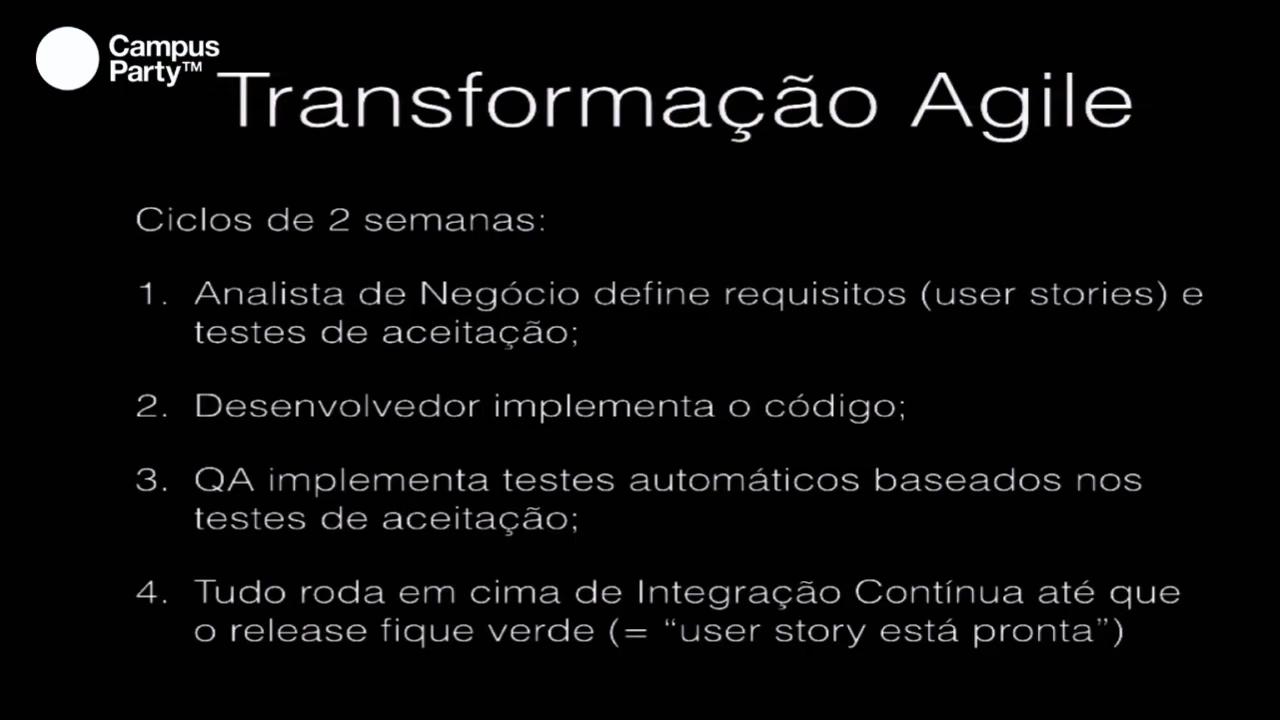 Campus
Party™
Transformação Agile
Ciclos de 2 semanas:
1. Analista de Negócio define requisitos (user stories) e
testes de aceitação;
2. Desenvolvedor implementa o código;
3. QA implementa testes automáticos baseados nos
testes de aceitação;
4. Tudo roda em cima de Integração Contínua até que
o release fique verde (= “user story está pronta”)